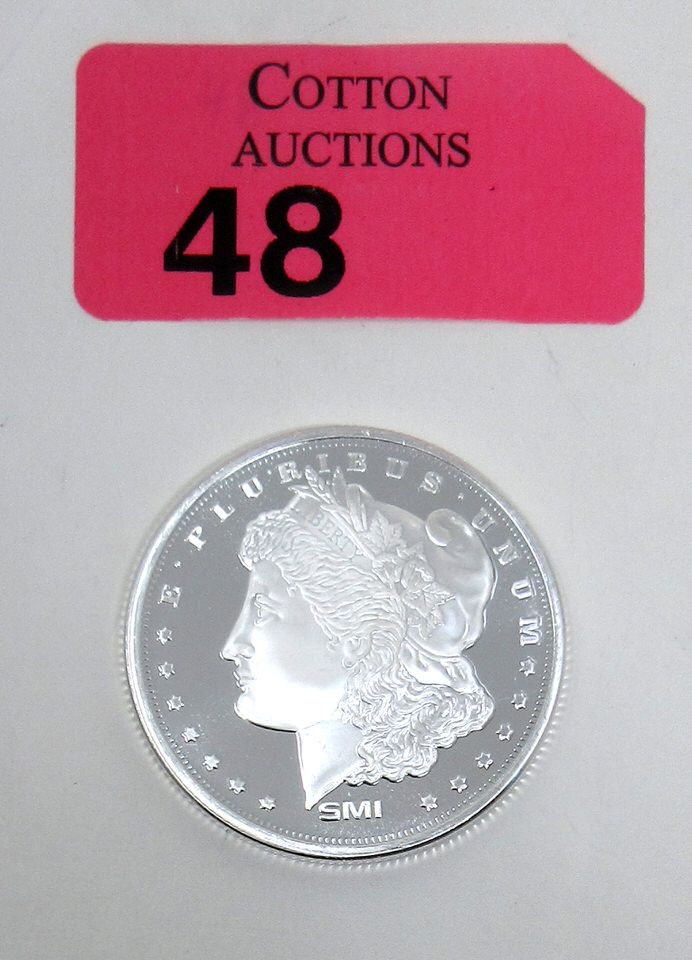 COTTON
AUCTIONS
48
E · PLURIBUS · UNUM
LIBERTY
SMI